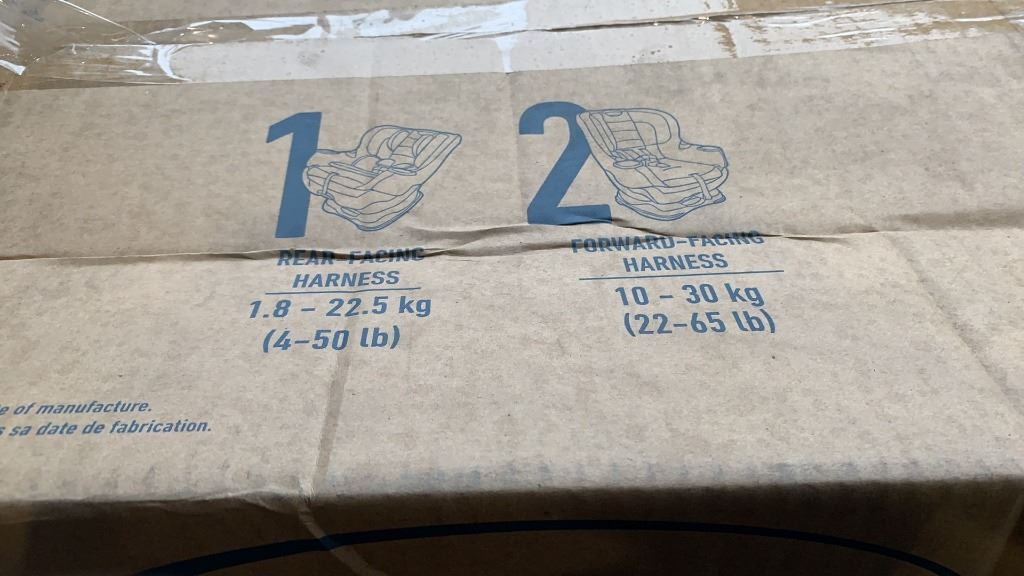 1
REAR-FACING
HARNESS
1.8 – 22.5 kg
(4–50 lb)
2
FORWARD-FACING
HARNESS
10 – 30 kg
(22–65 lb)
of manufacture.
sa date de fabrication.